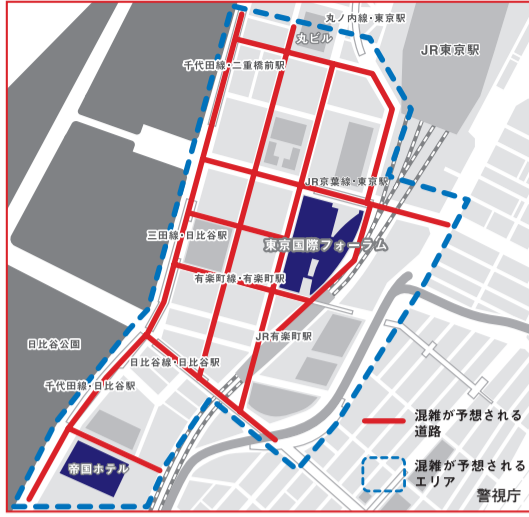 丸ノ内線・東京駅
丸ビル
JR東京駅
千代田線・二重橋前駅
JR京葉線・東京駅
三田線・日比谷駅
東京国際フォーラム
有楽町線・有楽町駅
JR有楽町駅
日比谷公園
日比谷線・日比谷駅
千代田線・日比谷駅
帝国ホテル
混雑が予想される
道路
混雑が予想される
エリア
警視庁